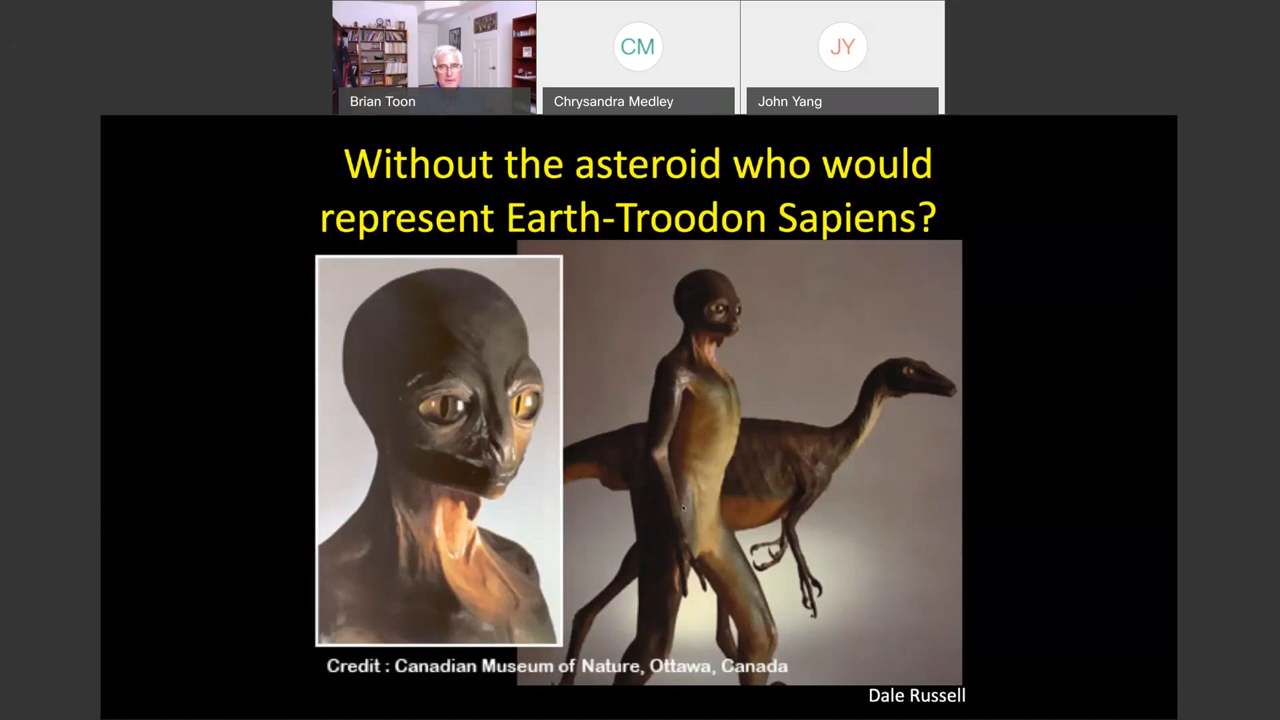 CM
JY
Brian Toon
Chrysandra Medley
John Yang
Without the asteroid who would
represent Earth-Troodon Sapiens?
Credit : Canadian Museum of Nature, Ottawa, Canada
Dale Russell